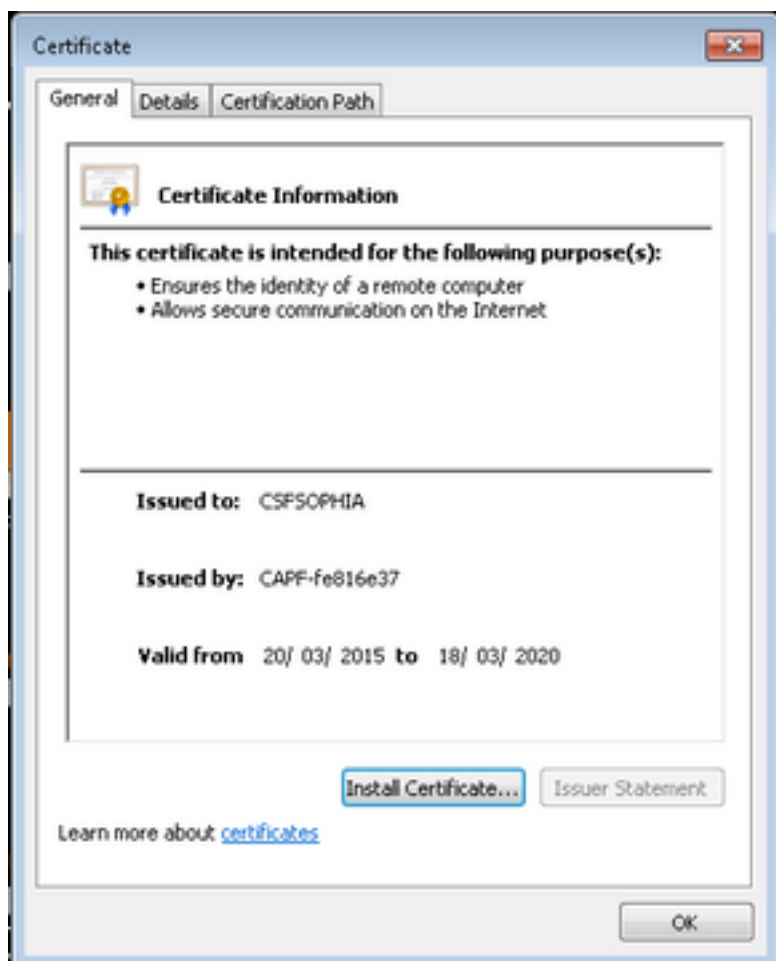 Certificate
General Details Certification Path
Certificate Information
This certificate is intended for the following purpose(s):
• Ensures the identity of a remote computer
• Allows secure communication on the Internet
Issued to: CSFSOPHIA
Issued by: CAPF-fe816e37
Valid from 20/ 03/ 2015 to 18/ 03/ 2020
Install Certificate... Issuer Statement
Learn more about certificates
OK